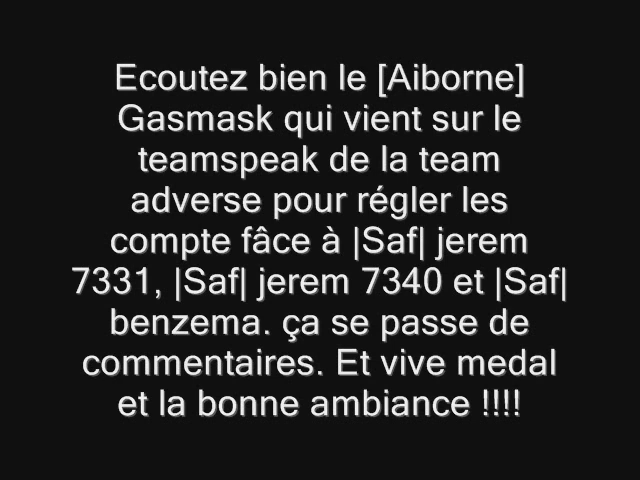 Ecoutez bien le [Aiborne]
Gasmask qui vient sur le
teamspeak de la team
adverse pour régler les
compte fâce à |Saf| jerem
7331, |Saf| jerem 7340 et |Saf|
benzema. ça se passe de
commentaires. Et vive medal
et la bonne ambiance !!!!